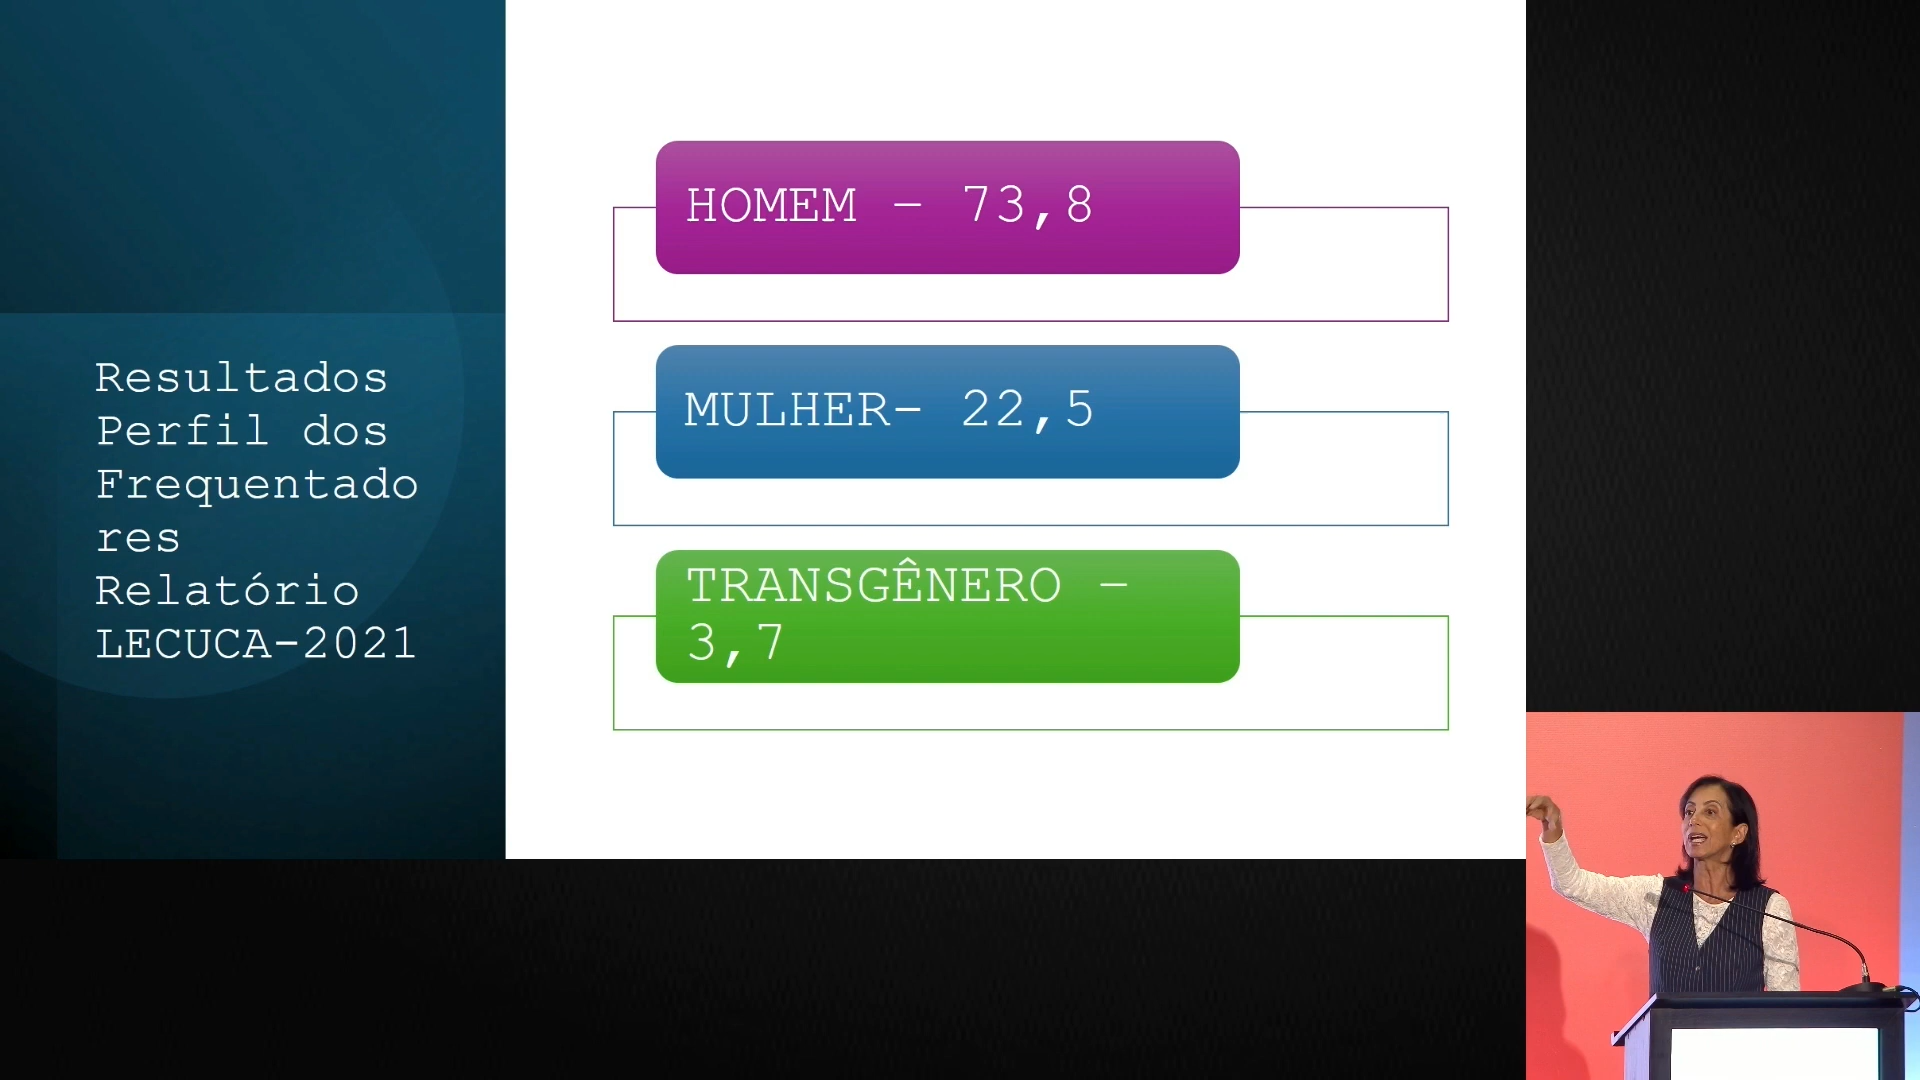 Resultados
Perfil dos
Frequentado
res
Relatório
LECUCA-2021
HOMEM – 73,8
MULHER– 22,5
TRANSGÊNERO –
3,7